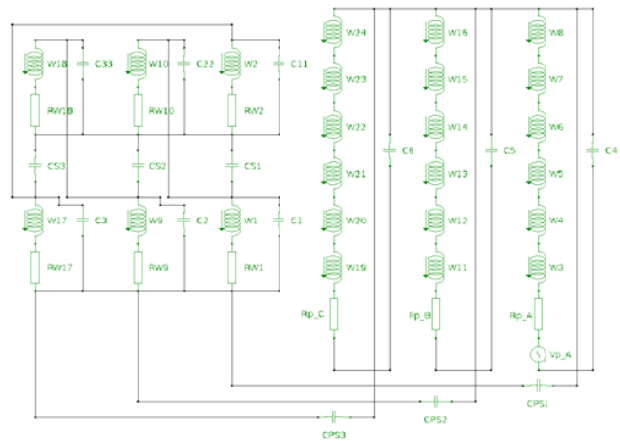 W24 W16 W8
W18 C33 W10 C22 W2 C11
W23 W15 W7
RW18 RW10 RW2
W22 W14 W6
C6 C5 C4
CS3 CS2 CS1
W21 W13 W5
W17 C3 W9 C2 W1 C1
W20 W12 W4
RW17 RW9 RW1
W19 W11 W3
Rp_C Rp_B Rp_A
Vp_A
CPS1
CPS2
CPS3